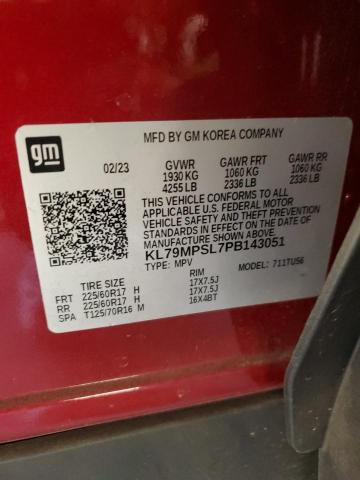 gm
MFD BY GM KOREA COMPANY
02/23 GVWR GAWR FRT GAWR RR
1930 KG 1060 KG 1060 KG
4255 LB 2336 LB 2336 LB
THIS VEHICLE CONFORMS TO ALL
APPLICABLE U.S. FEDERAL MOTOR
VEHICLE SAFETY AND THEFT PREVENTION
STANDARDS IN EFFECT ON THE DATE OF
MANUFACTURE SHOWN ABOVE.
KL79MPSL7PB143051
TYPE: MPV MODEL: 711TU56
TIRE SIZE RIM
FRT 225/60R17 H 17X7.5J
RR 225/60R17 H 17X7.5J
SPA T125/70R16 M 16X4BT